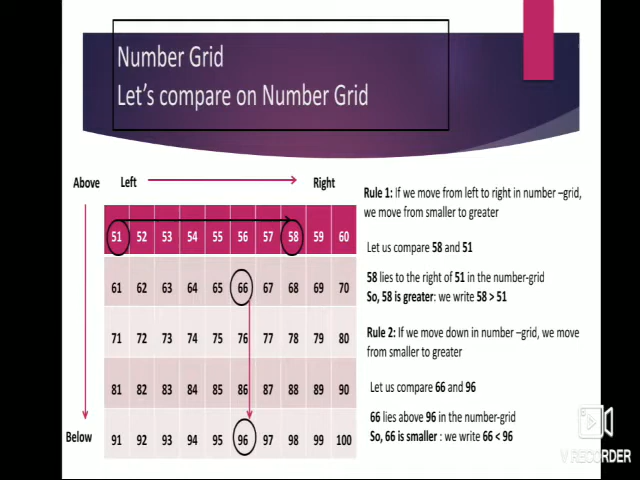 Number Grid
Let's compare on Number Grid
Above Left Right
51 52 53 54 55 56 57 58 59 60
61 62 63 64 65 66 67 68 69 70
71 72 73 74 75 76 77 78 79 80
81 82 83 84 85 86 87 88 89 90
Below 91 92 93 94 95 96 97 98 99 100
Rule 1: If we move from left to right in number –grid,
we move from smaller to greater
Let us compare 58 and 51
58 lies to the right of 51 in the number-grid
So, 58 is greater: we write 58 > 51
Rule 2: If we move down in number –grid, we move
from smaller to greater
Let us compare 66 and 96
66 lies above 96 in the number-grid
So, 66 is smaller : we write 66 < 96
V RECORDER